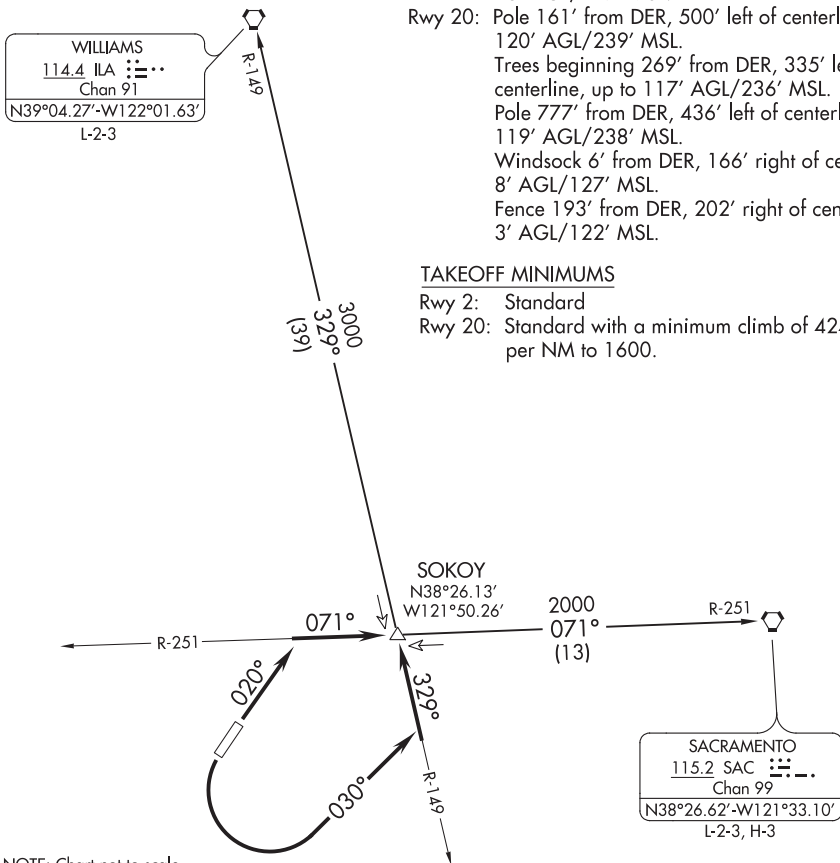 Rwy 20: Pole 161' from DER, 500' left of
120' AGL/239' MSL.
Trees beginning 269' from DER, 335'
centerline, up to 117' AGL/236' MSL.
Pole 777' from DER, 436' left of
119' AGL/238' MSL.
Windsock 6' from DER, 166' right of
8' AGL/127' MSL.
Fence 193' from DER, 202' right of
3' AGL/122' MSL.
TAKEOFF MINIMUMS
Rwy 2: Standard
Rwy 20: Standard with a minimum climb of
per NM to 1600.
WILLIAMS
114.4 ILA
Chan 91
N39°04.27'-W122°01.63'
L-2-3
R-149
3000
329°
(39)
SOKOY
N38°26.13'
W121°50.26'
2000
071°
(13)
R-251
071°
R-251
020°
329°
030°
R-149
SACRAMENTO
115.2 SAC
Chan 99
N38°26.62'-W121°33.10'
L-2-3, H-3
NOTE: Chart not to scale